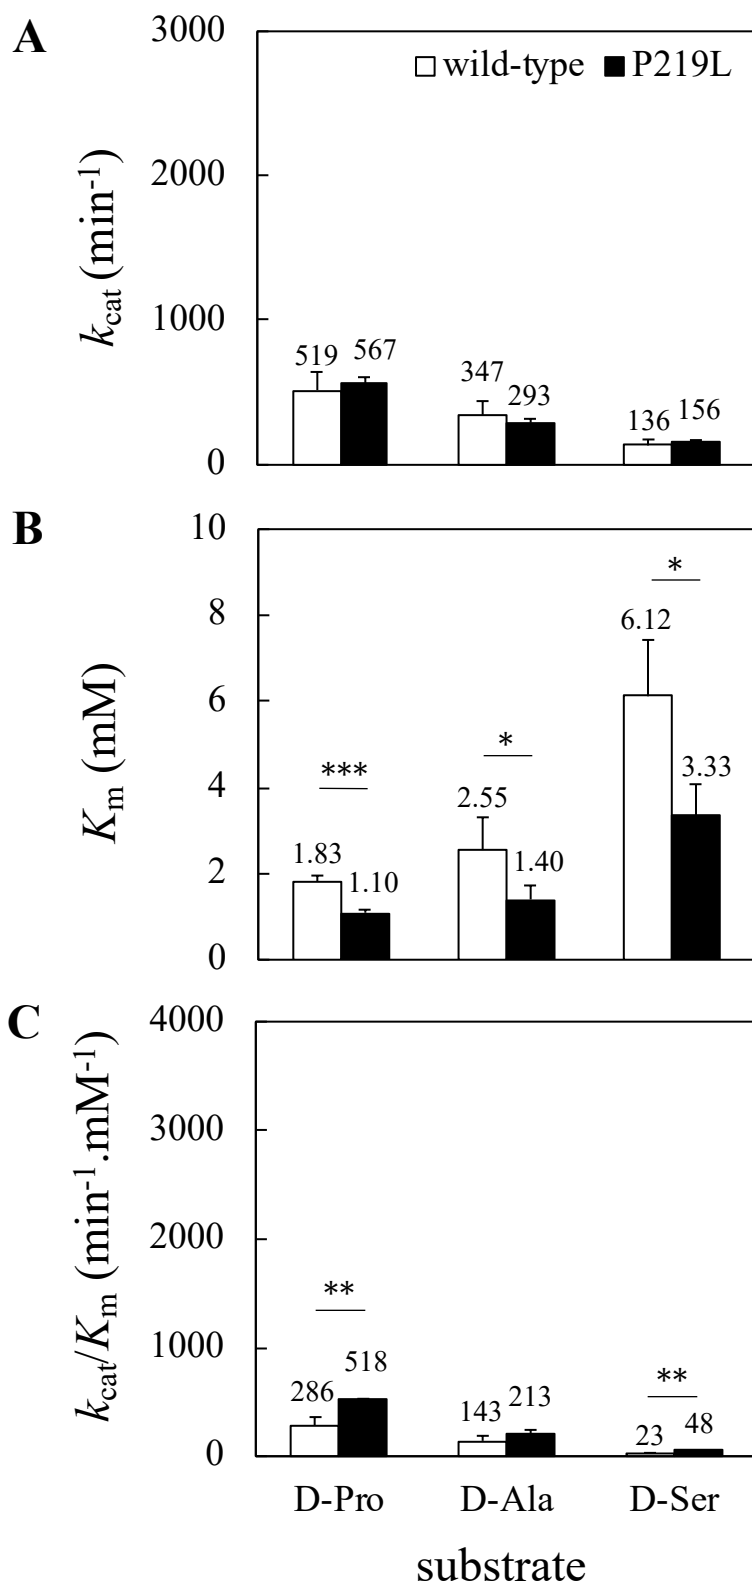 A
3000
2000
1000
0
kcat (min-1)
wild-type P219L
519 567 347 293 136 156
B
10
8
6
4
2
0
Km (mM)
*** * *
1.83 1.10 2.55 1.40 6.12 3.33
C
4000
3000
2000
1000
0
kcat/Km (min-1.mM-1)
** **
286 518 143 213 23 48
D-Pro D-Ala D-Ser
substrate